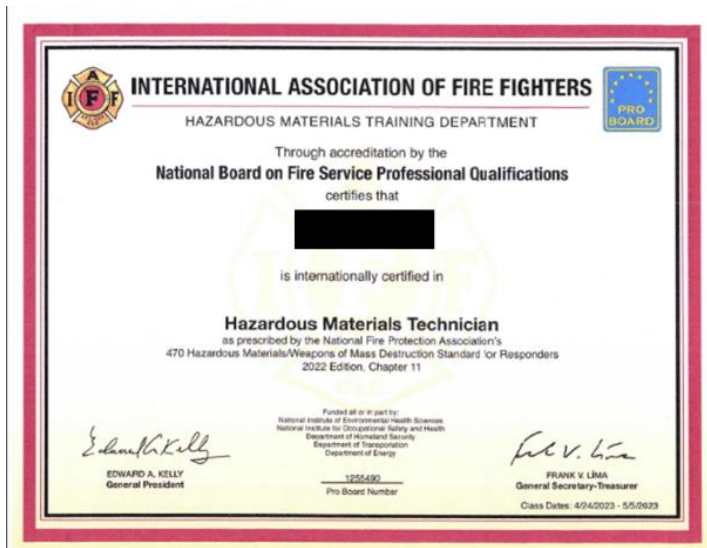 I A F F
INTERNATIONAL ASSOCIATION OF FIRE FIGHTERS
PRO
BOARD
HAZARDOUS MATERIALS TRAINING DEPARTMENT
Through accreditation by the
National Board on Fire Service Professional Qualifications
certifies that
is internationally certified in
Hazardous Materials Technician
as prescribed by the National Fire Protection Association's
470 Hazardous Materials/Weapons of Mass Destruction Standard for Responders
2022 Edition, Chapter 11
Funded all or in part by:
National Institute of Environmental Health Sciences
National Institute for Occupational Safety and Health
Department of Homeland Security
Department of Transportation
Department of Energy
Edward A. Kelly
Frank V. Líma
EDWARD A. KELLY
General President
1255490
Pro Board Number
FRANK V. LÍMA
General Secretary-Treasurer
Class Dates: 4/24/2023 - 5/5/2023